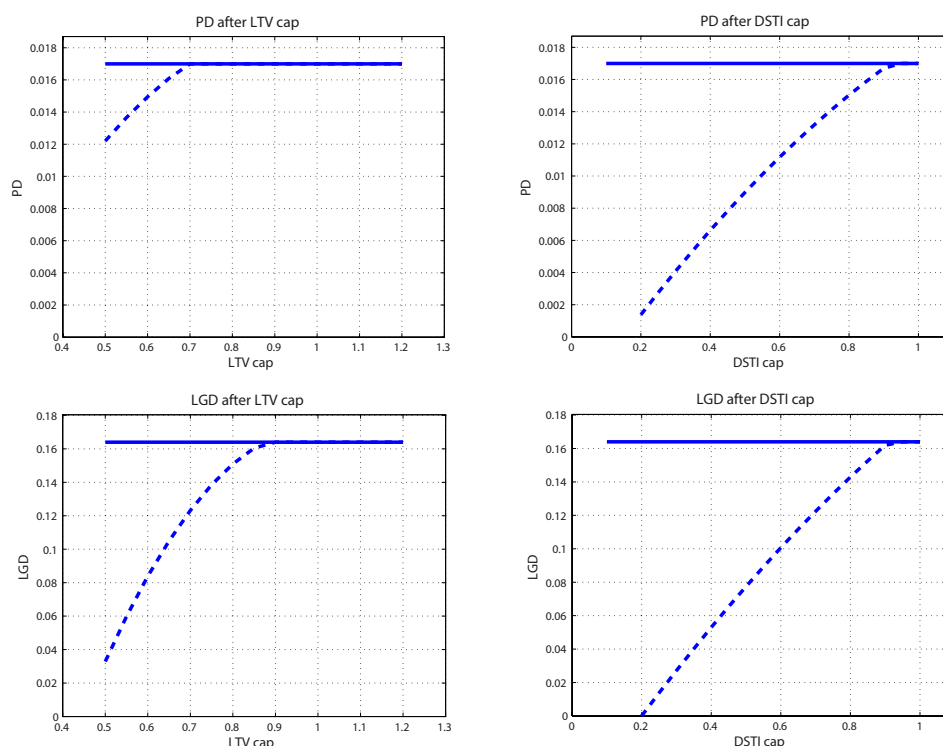 PD after LTV cap
0.018
0.016
0.014
0.012
0.01
0.008
0.006
0.004
0.002
0
PD
0.4 0.5 0.6 0.7 0.8 0.9 1 1.1 1.2 1.3
LTV cap
PD after DSTI cap
0.018
0.016
0.014
0.012
0.01
0.008
0.006
0.004
0.002
0
PD
0 0.2 0.4 0.6 0.8 1
DSTI cap
LGD after LTV cap
0.18
0.16
0.14
0.12
0.1
0.08
0.06
0.04
0.02
0
LGD
0.4 0.5 0.6 0.7 0.8 0.9 1 1.1 1.2 1.3
LTV cap
LGD after DSTI cap
0.18
0.16
0.14
0.12
0.1
0.08
0.06
0.04
0.02
0
LGD
0 0.2 0.4 0.6 0.8 1
DSTI cap